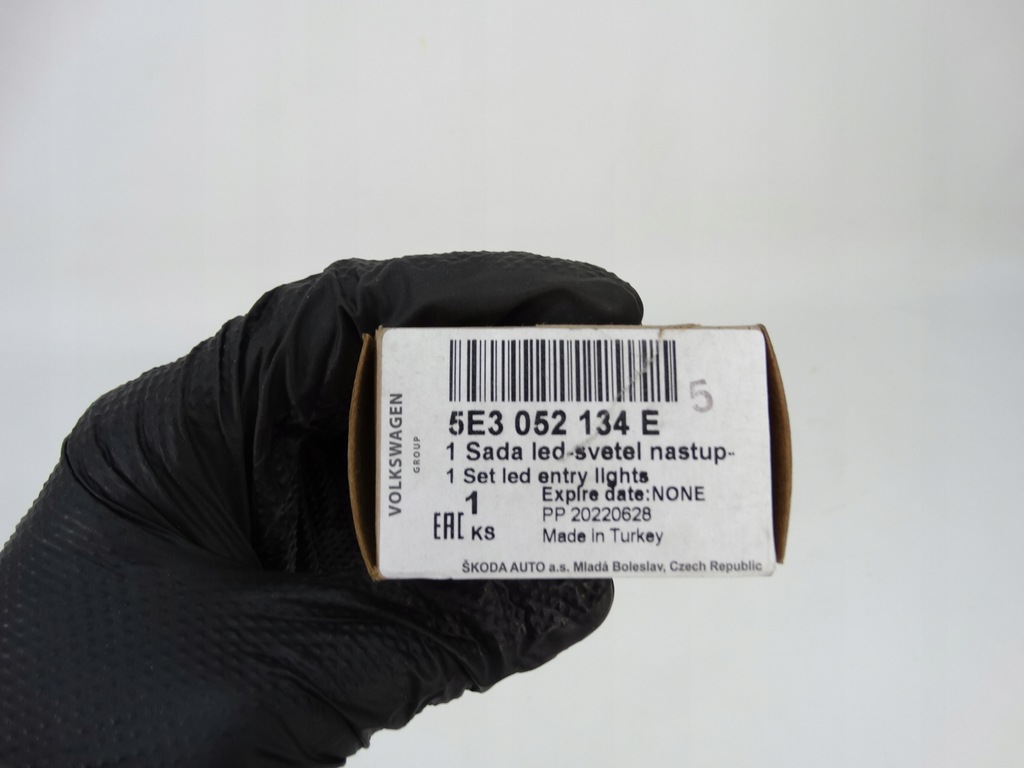 VOLKSWAGEN
GROUP
5
5E3 052 134 E
1 Sada led-svetel nastup-
1 Set led entry lights
1
Expire date:NONE
EAC KS
PP 20220628
Made in Turkey
ŠKODA AUTO a.s. Mladá Boleslav, Czech Republic